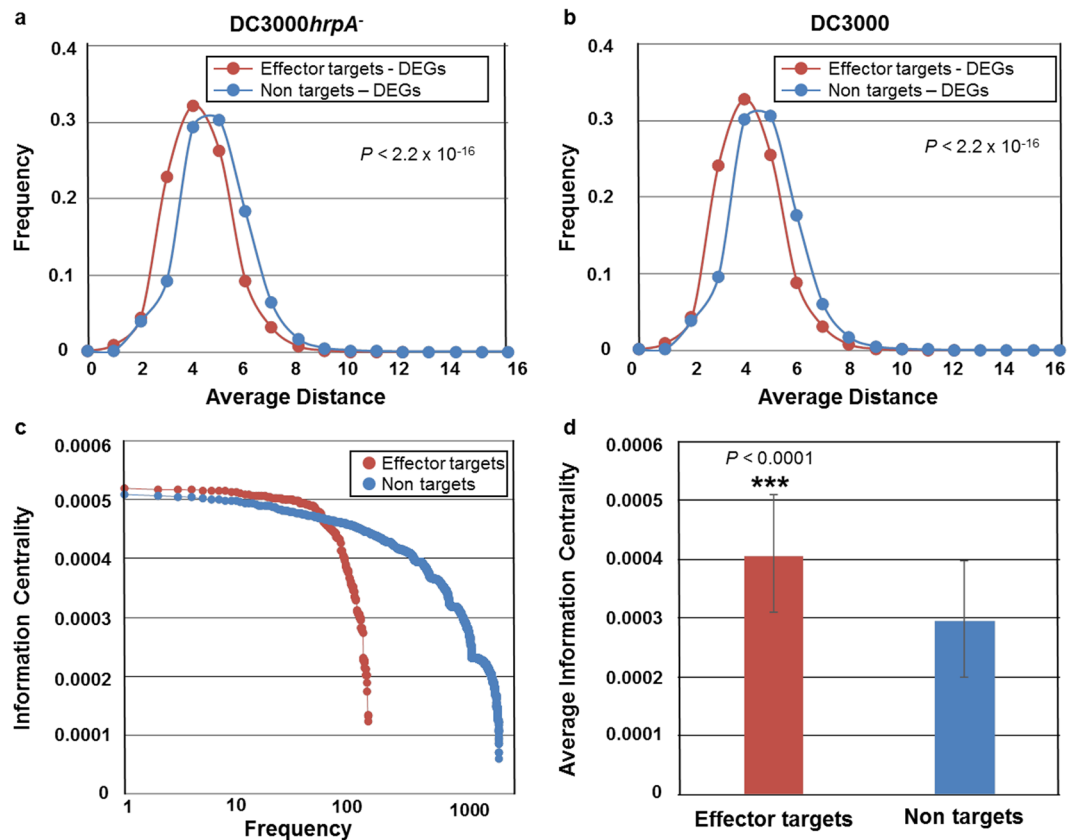 a
DC3000hrpA-
0.4
0.3
0.2
0.1
0
Frequency
Effector targets - DEGs
Non targets – DEGs
P < 2.2 x 10-16
0 2 4 6 8 10 12 14 16
Average Distance
b
DC3000
0.4
0.3
0.2
0.1
0
Frequency
Effector targets - DEGs
Non targets – DEGs
P < 2.2 x 10-16
0 2 4 6 8 10 12 14 16
Average Distance
c
0.0006
0.0005
0.0004
0.0003
0.0002
0.0001
0
Information Centrality
Effector targets
Non targets
1 10 100 1000
Frequency
d
0.0006
0.0005
0.0004
0.0003
0.0002
0.0001
0
Average Information Centrality
P < 0.0001
***
Effector targets Non targets